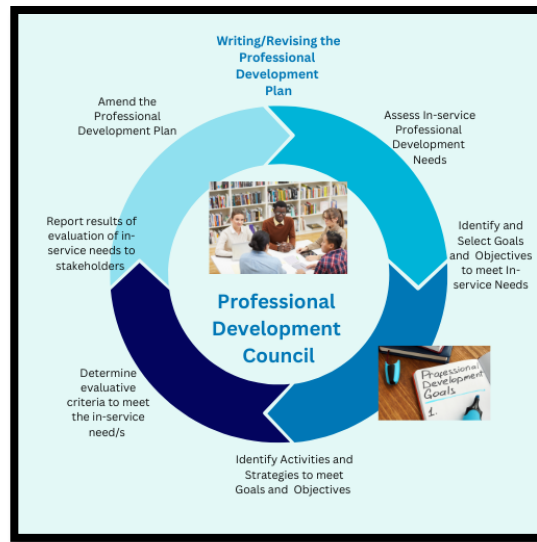 Writing/Revising the
Professional
Development
Plan
Assess In-service
Professional
Development
Needs
Identify and
Select Goals
and Objectives
to meet In-
service Needs
Professional
Development
Goals
1.
Identify Activities and
Strategies to meet
Goals and Objectives
Determine
evaluative
criteria to meet
the in-service
need/s
Report results of
evaluation of in-
service needs to
stakeholders
Amend the
Professional
Development Plan
Professional
Development
Council